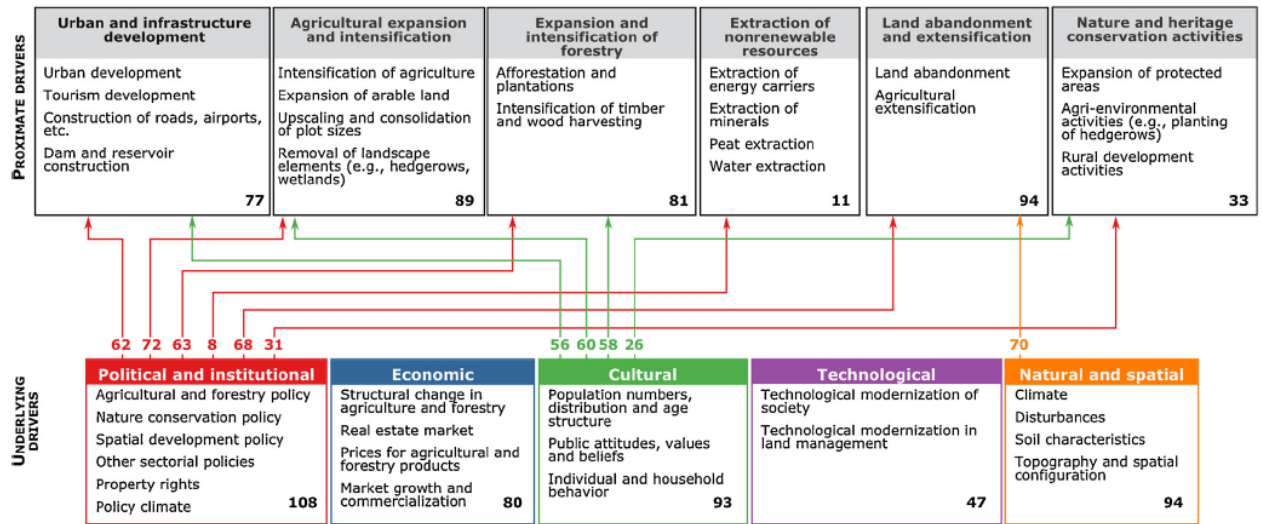 PROXIMATE DRIVERS
Urban and infrastructure
development
Urban development
Tourism development
Construction of roads, airports,
etc.
Dam and reservoir
construction
77
Agricultural expansion
and intensification
Intensification of agriculture
Expansion of arable land
Upscaling and consolidation
of plot sizes
Removal of landscape
elements (e.g., hedgerows,
wetlands)
89
Expansion and
intensification of
forestry
Afforestation and
plantations
Intensification of timber
and wood harvesting
81
Extraction of
nonrenewable
resources
Extraction of
energy carriers
Extraction of
minerals
Peat extraction
Water extraction
11
Land abandonment
and extensification
Land abandonment
Agricultural
extensification
94
Nature and heritage
conservation activities
Expansion of protected
areas
Agri-environmental
activities (e.g., planting
of hedgerows)
Rural development
activities
33
62 72 63 8 68 31 56 60 58 26 70
UNDERLYING
DRIVERS
Political and institutional
Agricultural and forestry policy
Nature conservation policy
Spatial development policy
Other sectorial policies
Property rights
Policy climate
108
Economic
Structural change in
agriculture and forestry
Real estate market
Prices for agricultural and
forestry products
Market growth and
commercialization
80
Cultural
Population numbers,
distribution and age
structure
Public attitudes, values
and beliefs
Individual and household
behavior
93
Technological
Technological modernization of
society
Technological modernization in
land management
47
Natural and spatial
Climate
Disturbances
Soil characteristics
Topography and spatial
configuration
94